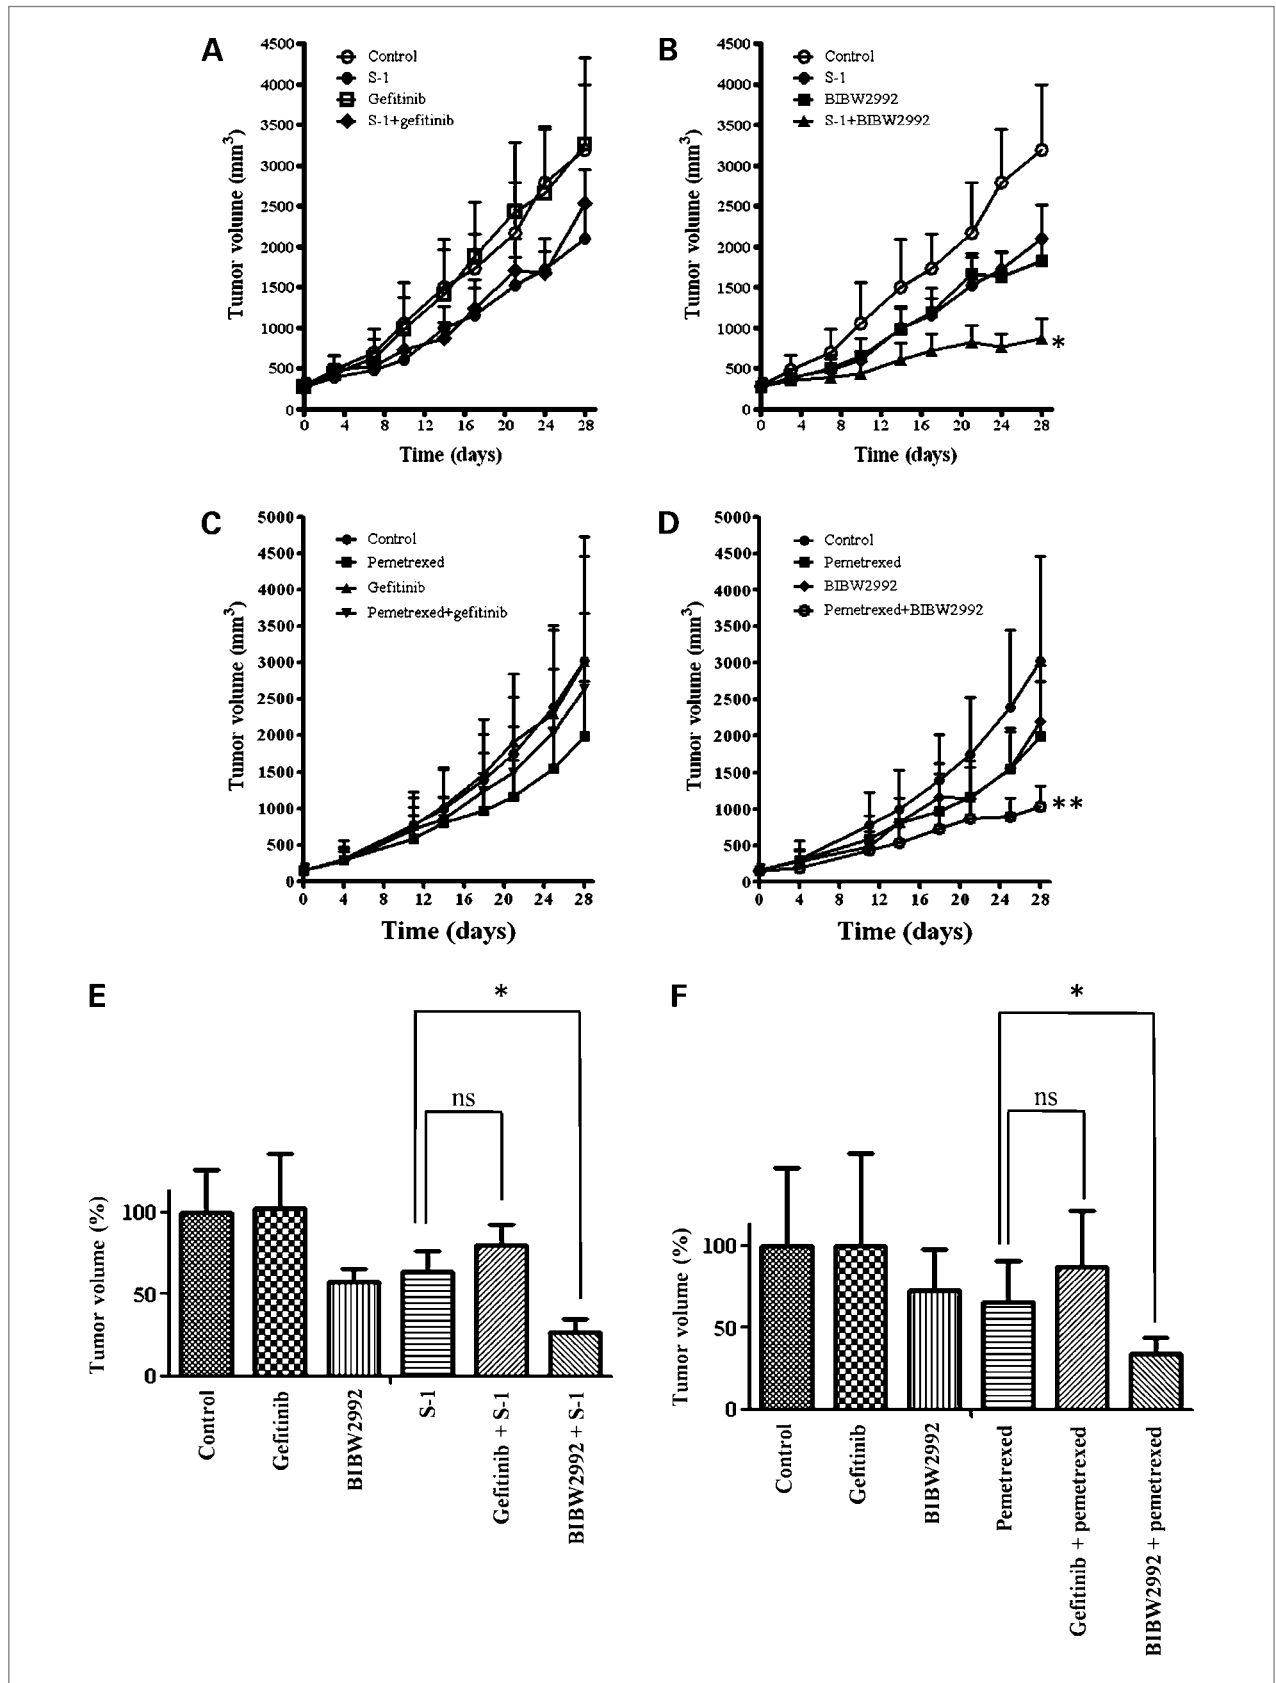 A
Control
S-1
Gefitinib
S-1+gefitinib
4500
4000
3500
3000
2500
2000
1500
1000
500
0
Tumor volume (mm3)
0 4 8 12 16 20 24 28
Time (days)
B
Control
S-1
BIBW2992
S-1+BIBW2992
4500
4000
3500
3000
2500
2000
1500
1000
500
0
Tumor volume (mm3)
*
0 4 8 12 16 20 24 28
Time (days)
C
Control
Pemetrexed
Gefitinib
Pemetrexed+gefitinib
5000
4500
4000
3500
3000
2500
2000
1500
1000
500
0
Tumor volume (mm3)
0 4 8 12 16 20 24 28
Time (days)
D
Control
Pemetrexed
BIBW2992
Pemetrexed+BIBW2992
5000
4500
4000
3500
3000
2500
2000
1500
1000
500
0
Tumor volume (mm3)
**
0 4 8 12 16 20 24 28
Time (days)
E
*
ns
100
50
0
Tumor volume (%)
Control
Gefitinib
BIBW2992
S-1
Gefitinib + S-1
BIBW2992 + S-1
F
*
ns
100
50
0
Tumor volume (%)
Control
Gefitinib
BIBW2992
Pemetrexed
Gefitinib + pemetrexed
BIBW2992 + pemetrexed